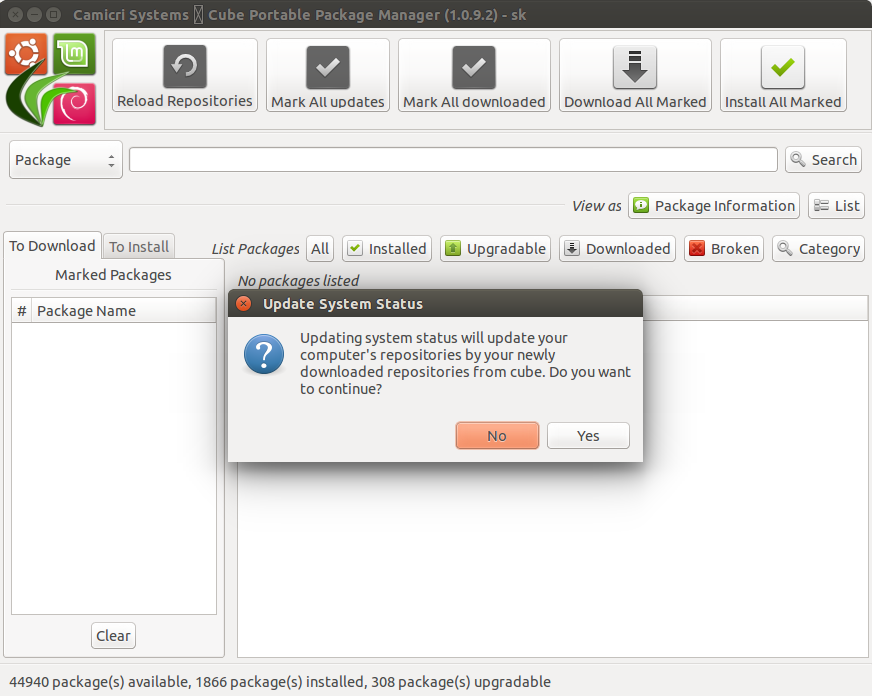 Camicri Systems Cube Portable Package Manager (1.0.9.2) - sk
Reload Repositories
Mark All updates
Mark All downloaded
Download All Marked
Install All Marked
Package
Search
View as
Package Information
List
To Download
To Install
List Packages
All
Installed
Upgradable
Downloaded
Broken
Category
Marked Packages
No packages listed
# Package Name
Update System Status
Updating system status will update your
computer's repositories by your newly
downloaded repositories from cube. Do you want
to continue?
No
Yes
Clear
44940 package(s) available, 1866 package(s) installed, 308 package(s) upgradable